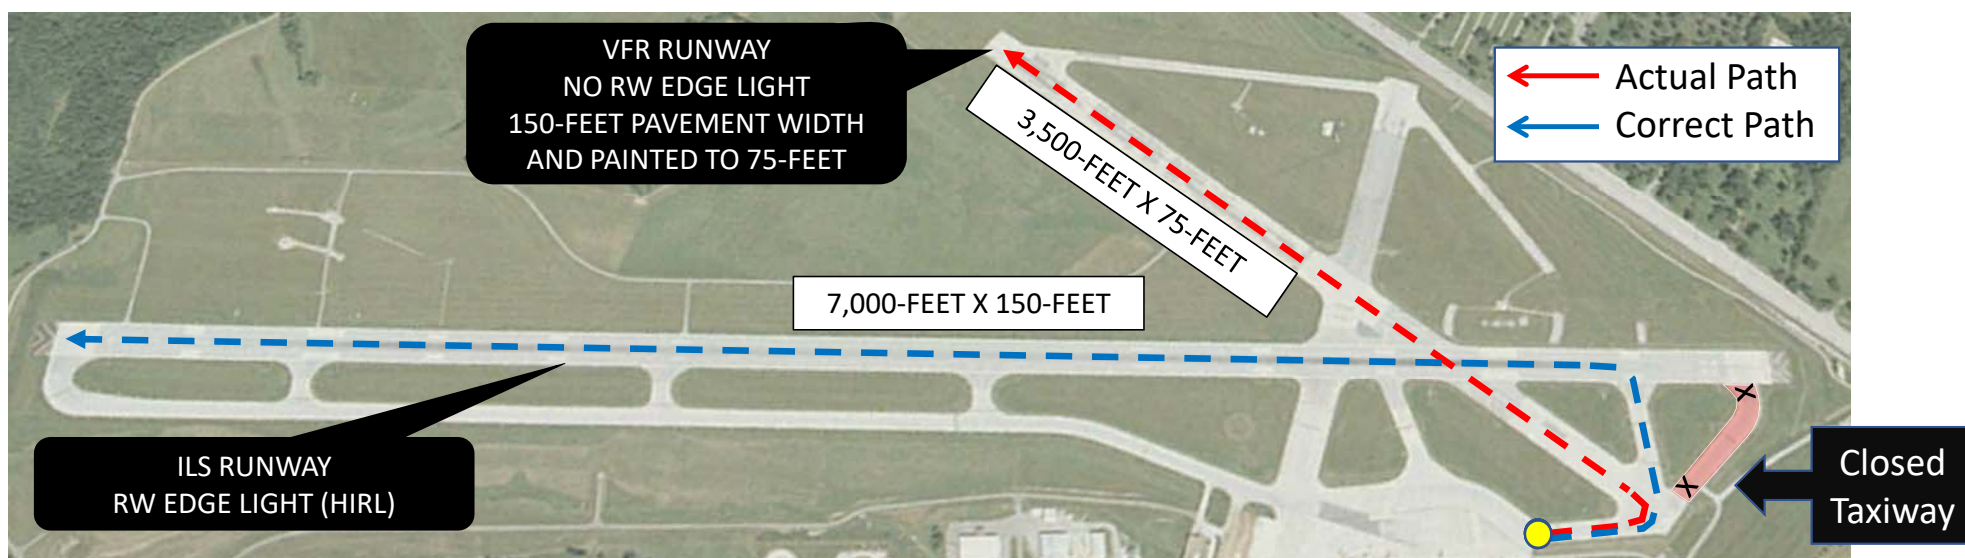 VFR RUNWAY
NO RW EDGE LIGHT
150-FEET PAVEMENT WIDTH
AND PAINTED TO 75-FEET
Actual Path
Correct Path
3,500-FEET X 75-FEET
7,000-FEET X 150-FEET
ILS RUNWAY
RW EDGE LIGHT (HIRL)
X
X
Closed
Taxiway